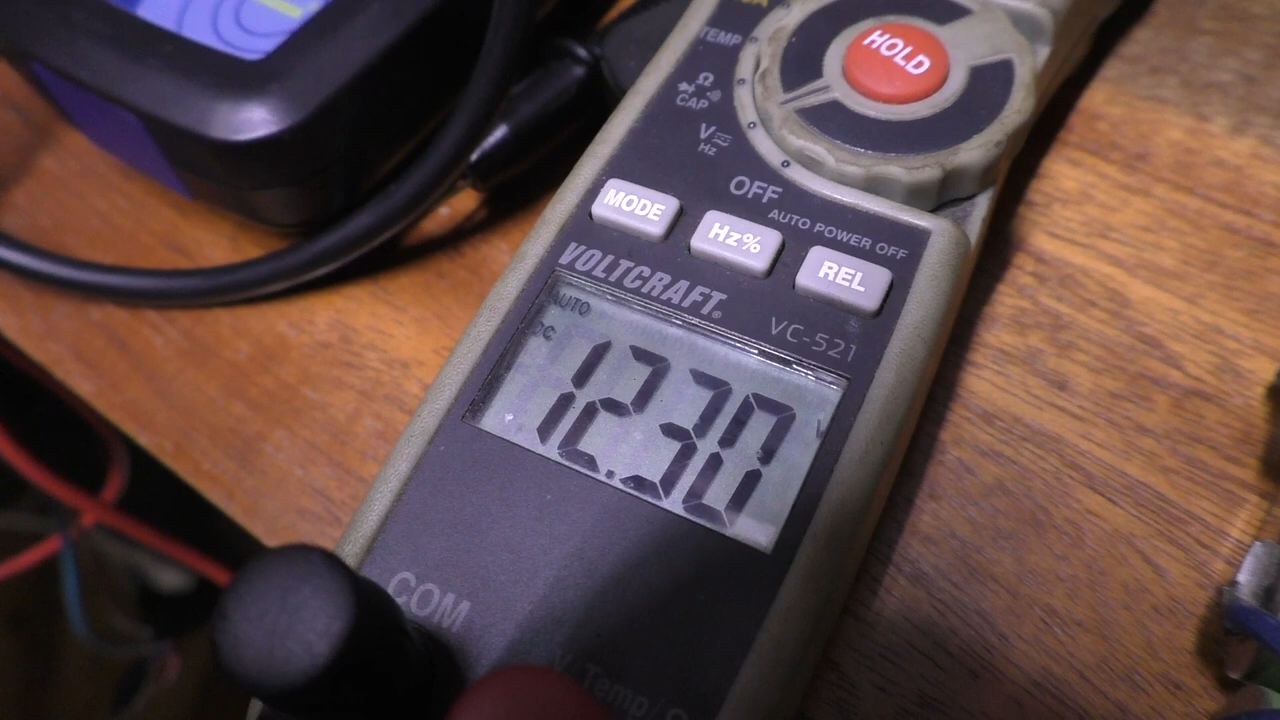 HOLD
TEMP
Ω
CAP
V
Hz
OFF
MODE
Hz%
REL
AUTO POWER OFF
VOLTCRAFT®
VC-521
AUTO
DC
12.30
V
COM
Temp/